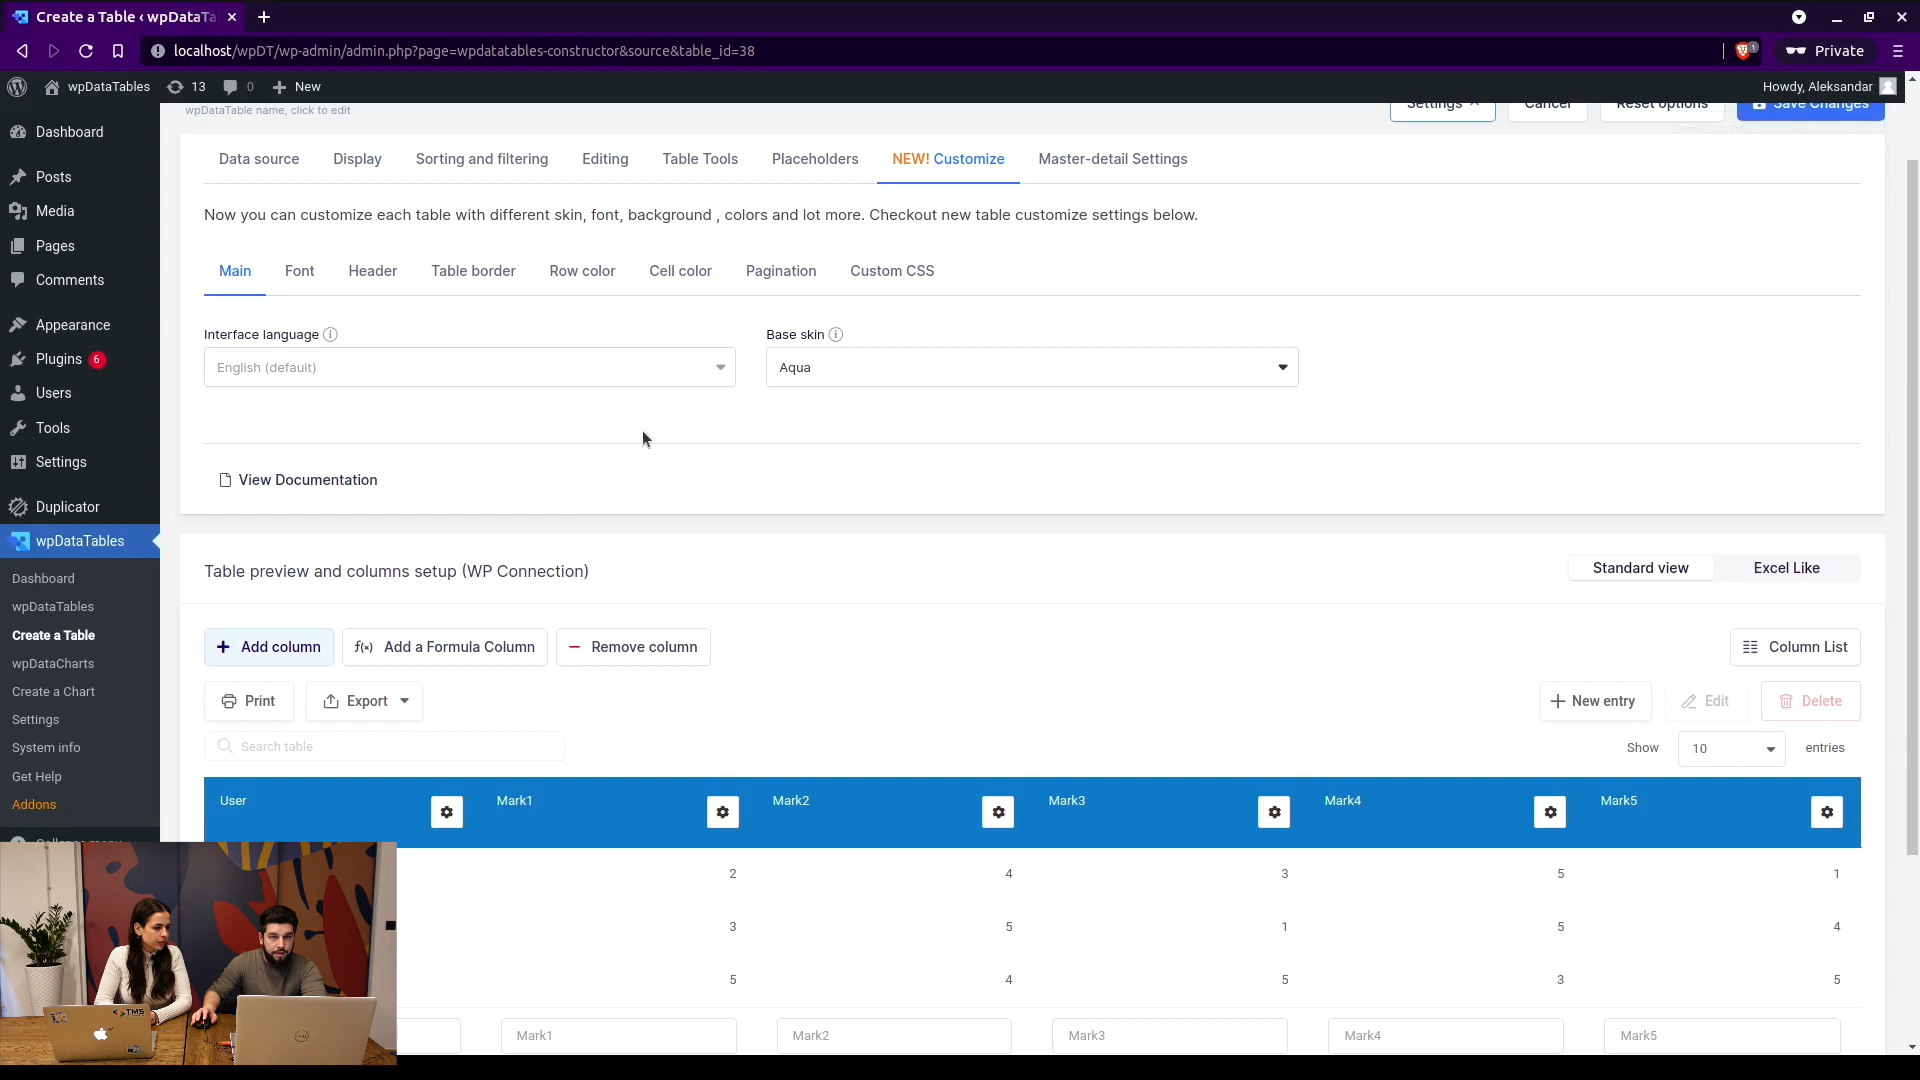 Create a Table ‹ wpDataTa
localhost/wpDT/wp-admin/admin.php?page=wpdatatables-constructor&source&table_id=38
1
Private
wpDataTables
13
0
New
Howdy, Aleksandar
wpDataTable name, click to edit
Settings
Cancel
Reset options
Save Changes
Dashboard
Posts
Media
Pages
Comments
Appearance
Plugins 6
Users
Tools
Settings
Duplicator
wpDataTables
Dashboard
wpDataTables
Create a Table
wpDataCharts
Create a Chart
Settings
System info
Get Help
Addons
Collapse menu
Data source
Display
Sorting and filtering
Editing
Table Tools
Placeholders
NEW! Customize
Master-detail Settings
Now you can customize each table with different skin, font, background , colors and lot more. Checkout new table customize settings below.
Main
Font
Header
Table border
Row color
Cell color
Pagination
Custom CSS
Interface language
Base skin
English (default)
Aqua
View Documentation
Table preview and columns setup (WP Connection)
Standard view
Excel Like
Add column
f(x) Add a Formula Column
Remove column
Column List
Print
Export
New entry
Edit
Delete
Search table
Show 10 entries
User Mark1 Mark2 Mark3 Mark4 Mark5
2 4 3 5 1
3 5 1 5 4
5 4 5 3 5
Mark1 Mark2 Mark3 Mark4 Mark5
TMS